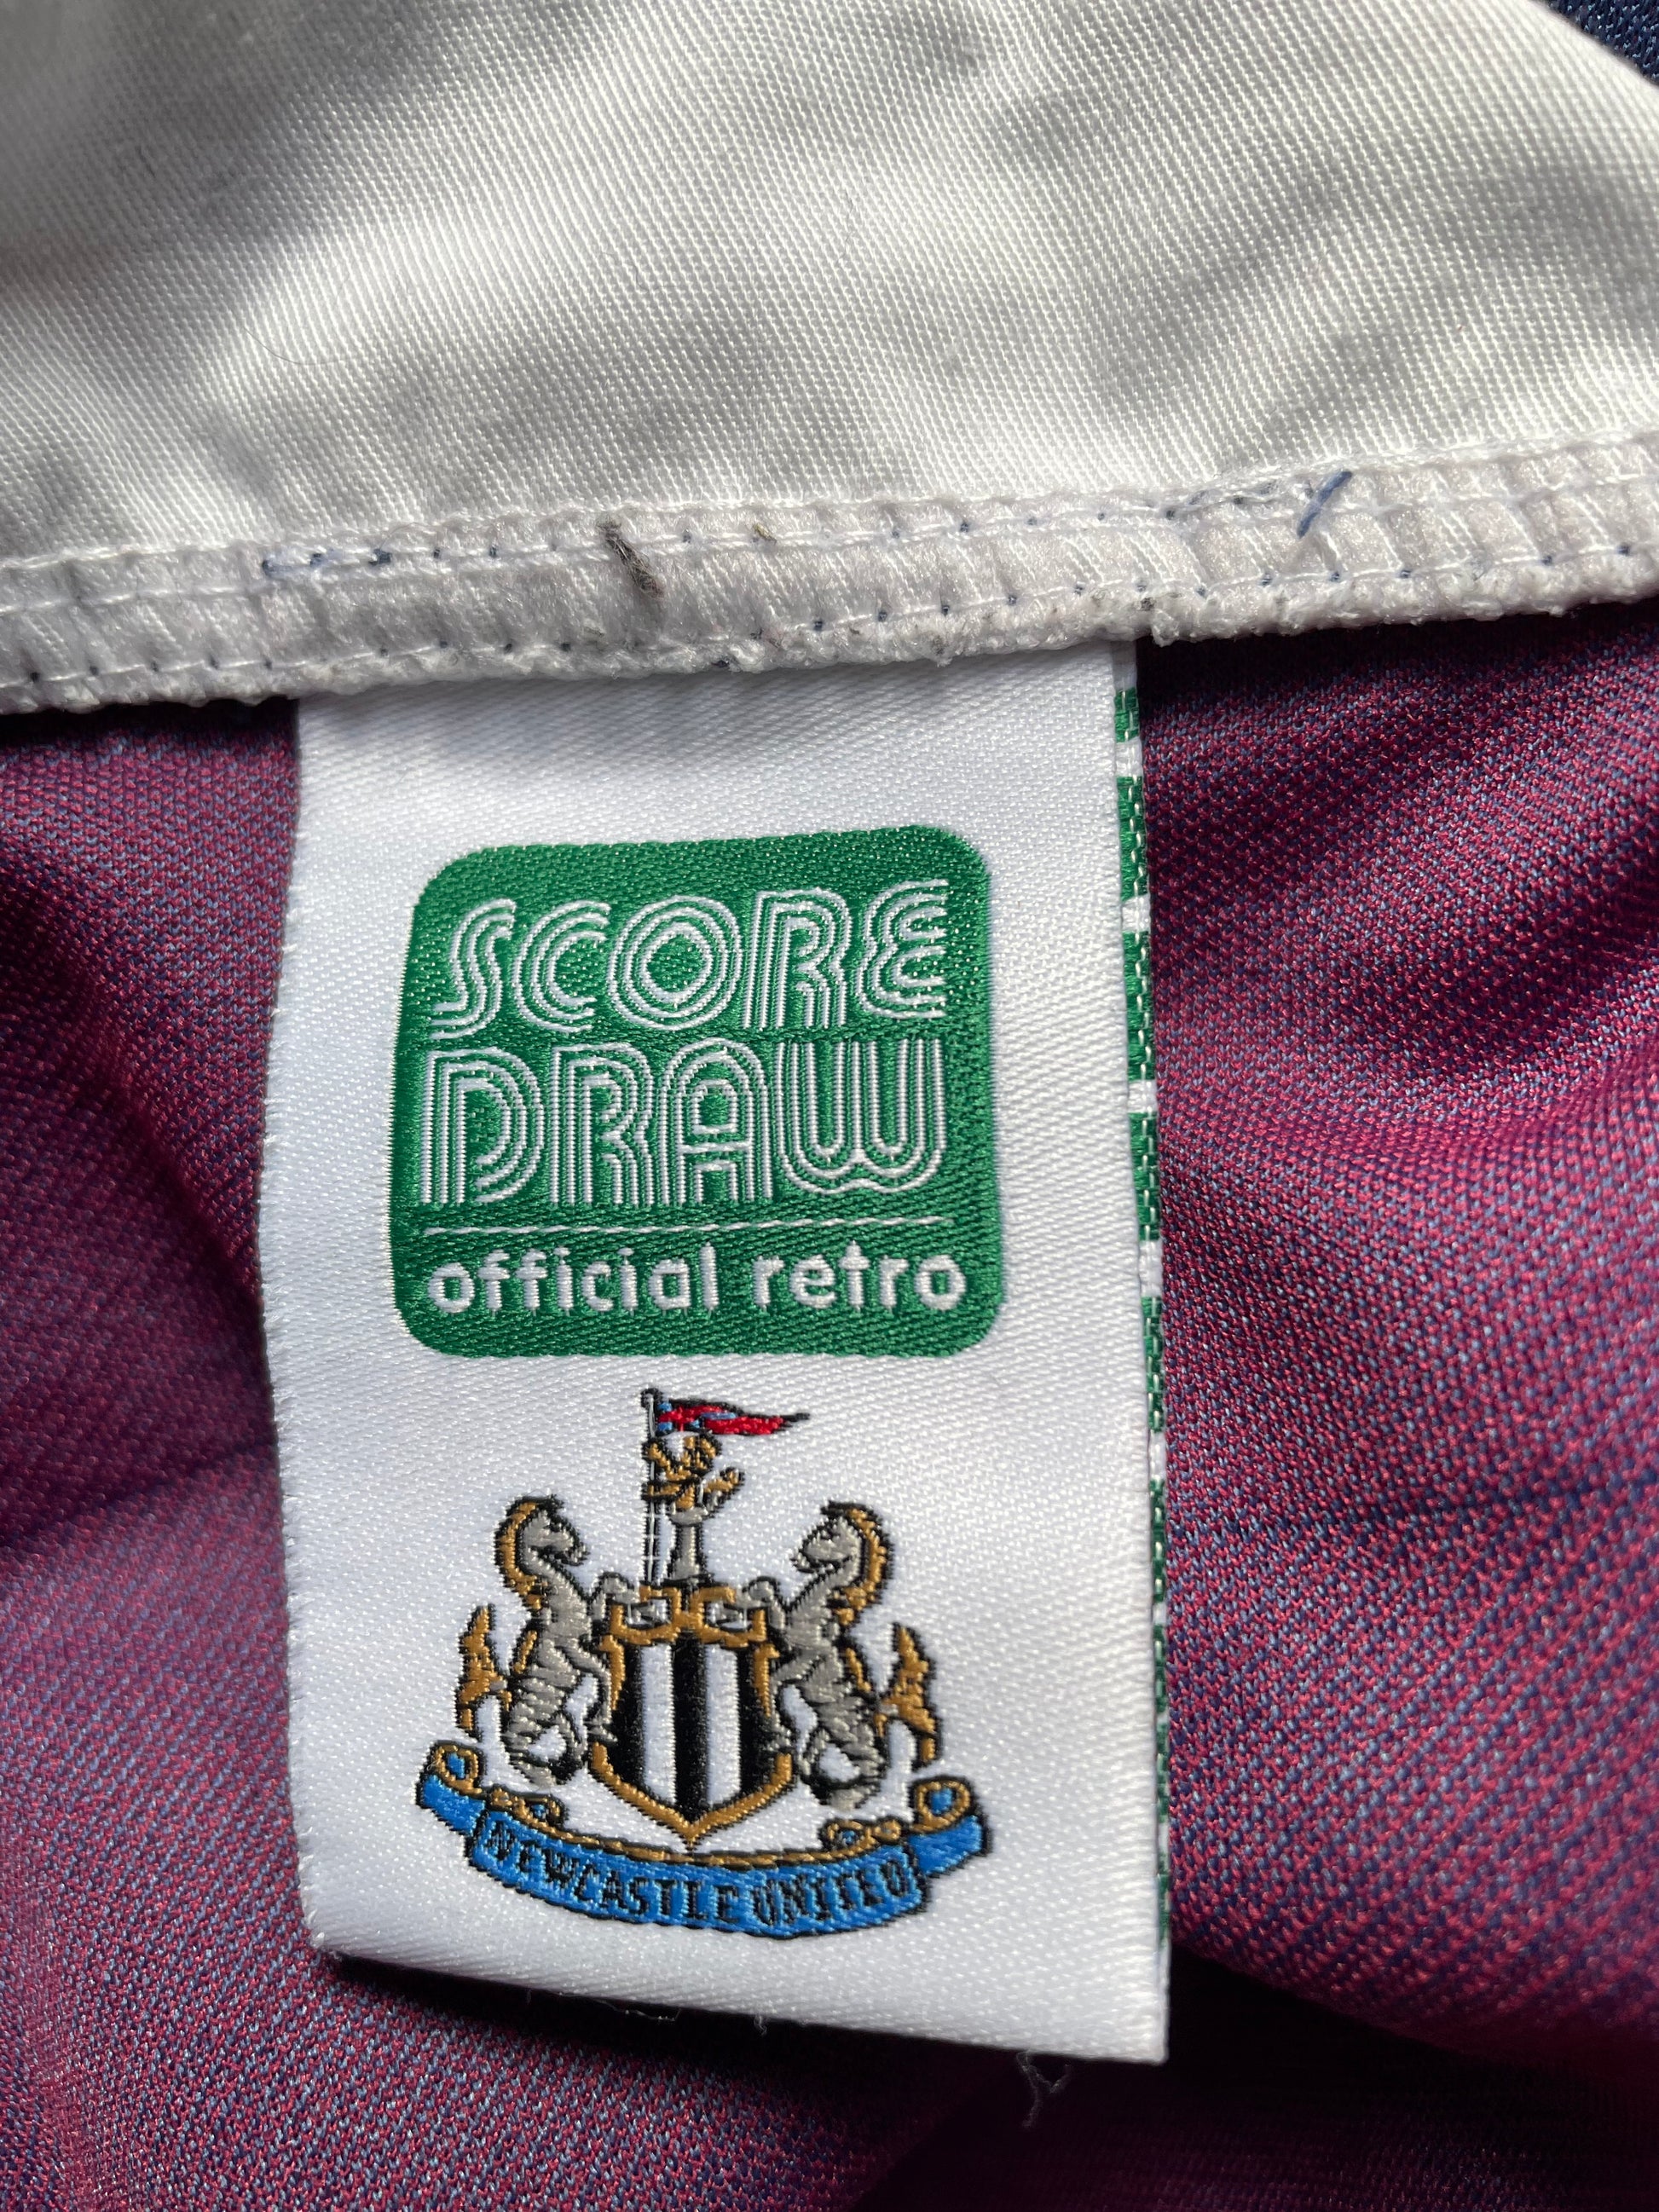 SCORE
DRAW
official retro
NEWCASTLE UNITED